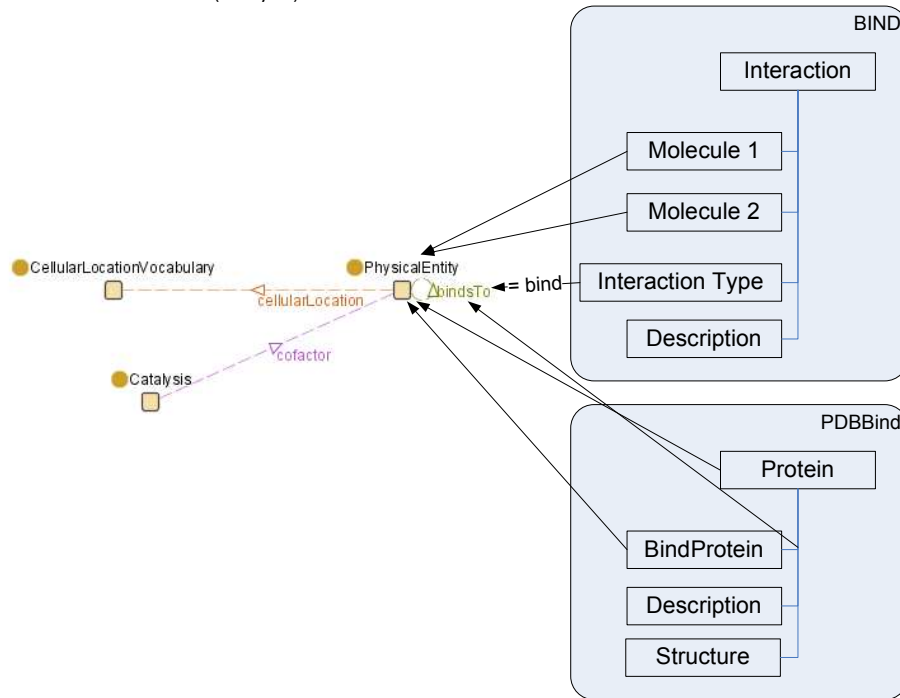 BIND
Interaction
Molecule 1
Molecule 2
CellularLocationVocabulary
PhysicalEntity
cellularLocation
bindsTo
= bind
Interaction Type
cofactor
Description
Catalysis
PDBBind
Protein
BindProtein
Description
Structure